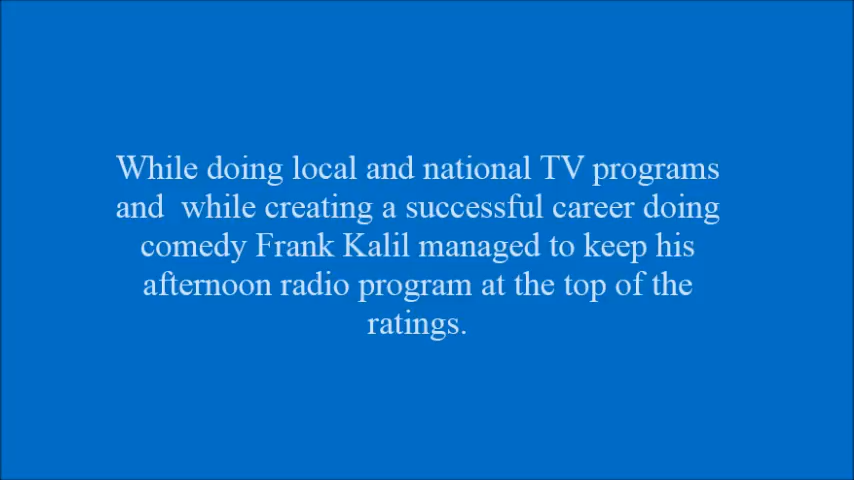 While doing local and national TV programs
and  while creating a successful career doing
comedy Frank Kalil managed to keep his
afternoon radio program at the top of the
ratings.